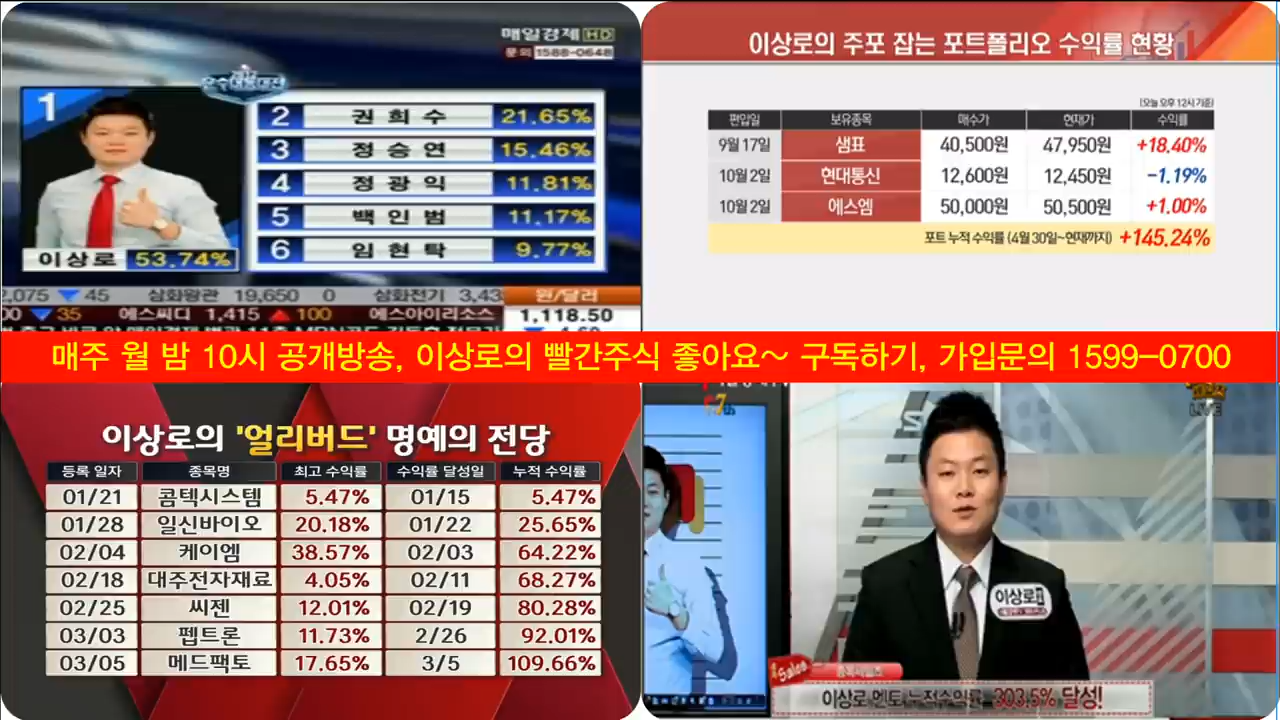 매일경제 HD
문의 1588-0648
우수대통대전
1
이상로 53.74%
2 권희수 21.65%
3 정승연 15.46%
4 정광익 11.81%
5 백인범 11.17%
6 임현탁 9.77%
2,075 ▼ 45 삼화왕관 19,650 0 삼화전기 3,43
원/달러
00 ▼ 35 에스씨디 1,415 ▲ 100 에스아이리소스
1,118.50
이상로의 주포 잡는 포트폴리오 수익률 현황
(오늘 오후 12시 기준)
편입일 보유종목 매수가 현재가 수익률
9월 17일 샘표 40,500원 47,950원 +18.40%
10월 2일 현대통신 12,600원 12,450원 -1.19%
10월 2일 에스엠 50,000원 50,500원 +1.00%
포트 누적 수익률 (4월 30일~현재까지) +145.24%
매주 월 밤 10시 공개방송, 이상로의 빨간주식 좋아요~ 구독하기, 가입문의 1599-0700
이상로의 '얼리버드' 명예의 전당
등록 일자 종목명 최고 수익률 수익률 달성일 누적 수익률
01/21 콤텍시스템 5.47% 01/15 5.47%
01/28 일신바이오 20.18% 01/22 25.65%
02/04 케이엠 38.57% 02/03 64.22%
02/18 대주전자재료 4.05% 02/11 68.27%
02/25 씨젠 12.01% 02/19 80.28%
03/03 펩트론 11.73% 2/26 92.01%
03/05 메드팩토 17.65% 3/5 109.66%
LIVE
이상로
Sales
이상로 멘토 누적수익률 303.5% 달성!